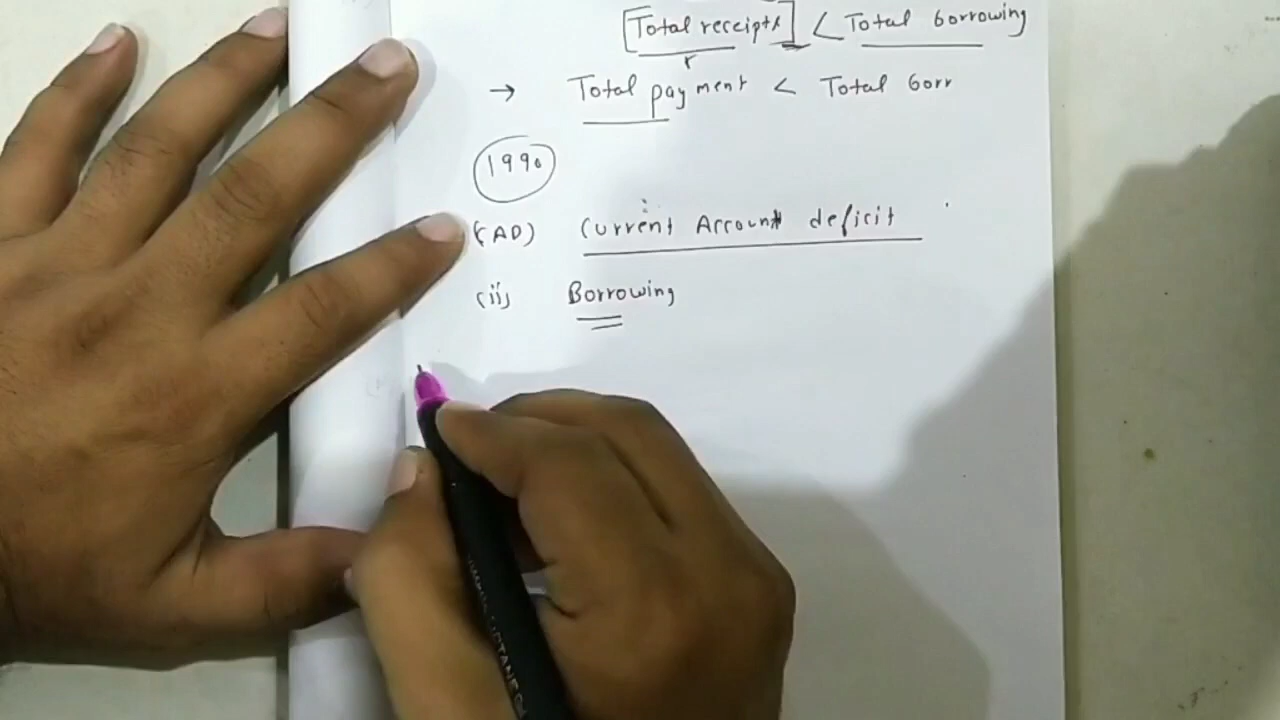 [Total receipts] < Total borrowing
r
→ Total payment < Total borr
1990
(AD) Current Account deficit
(ii) Borrowing